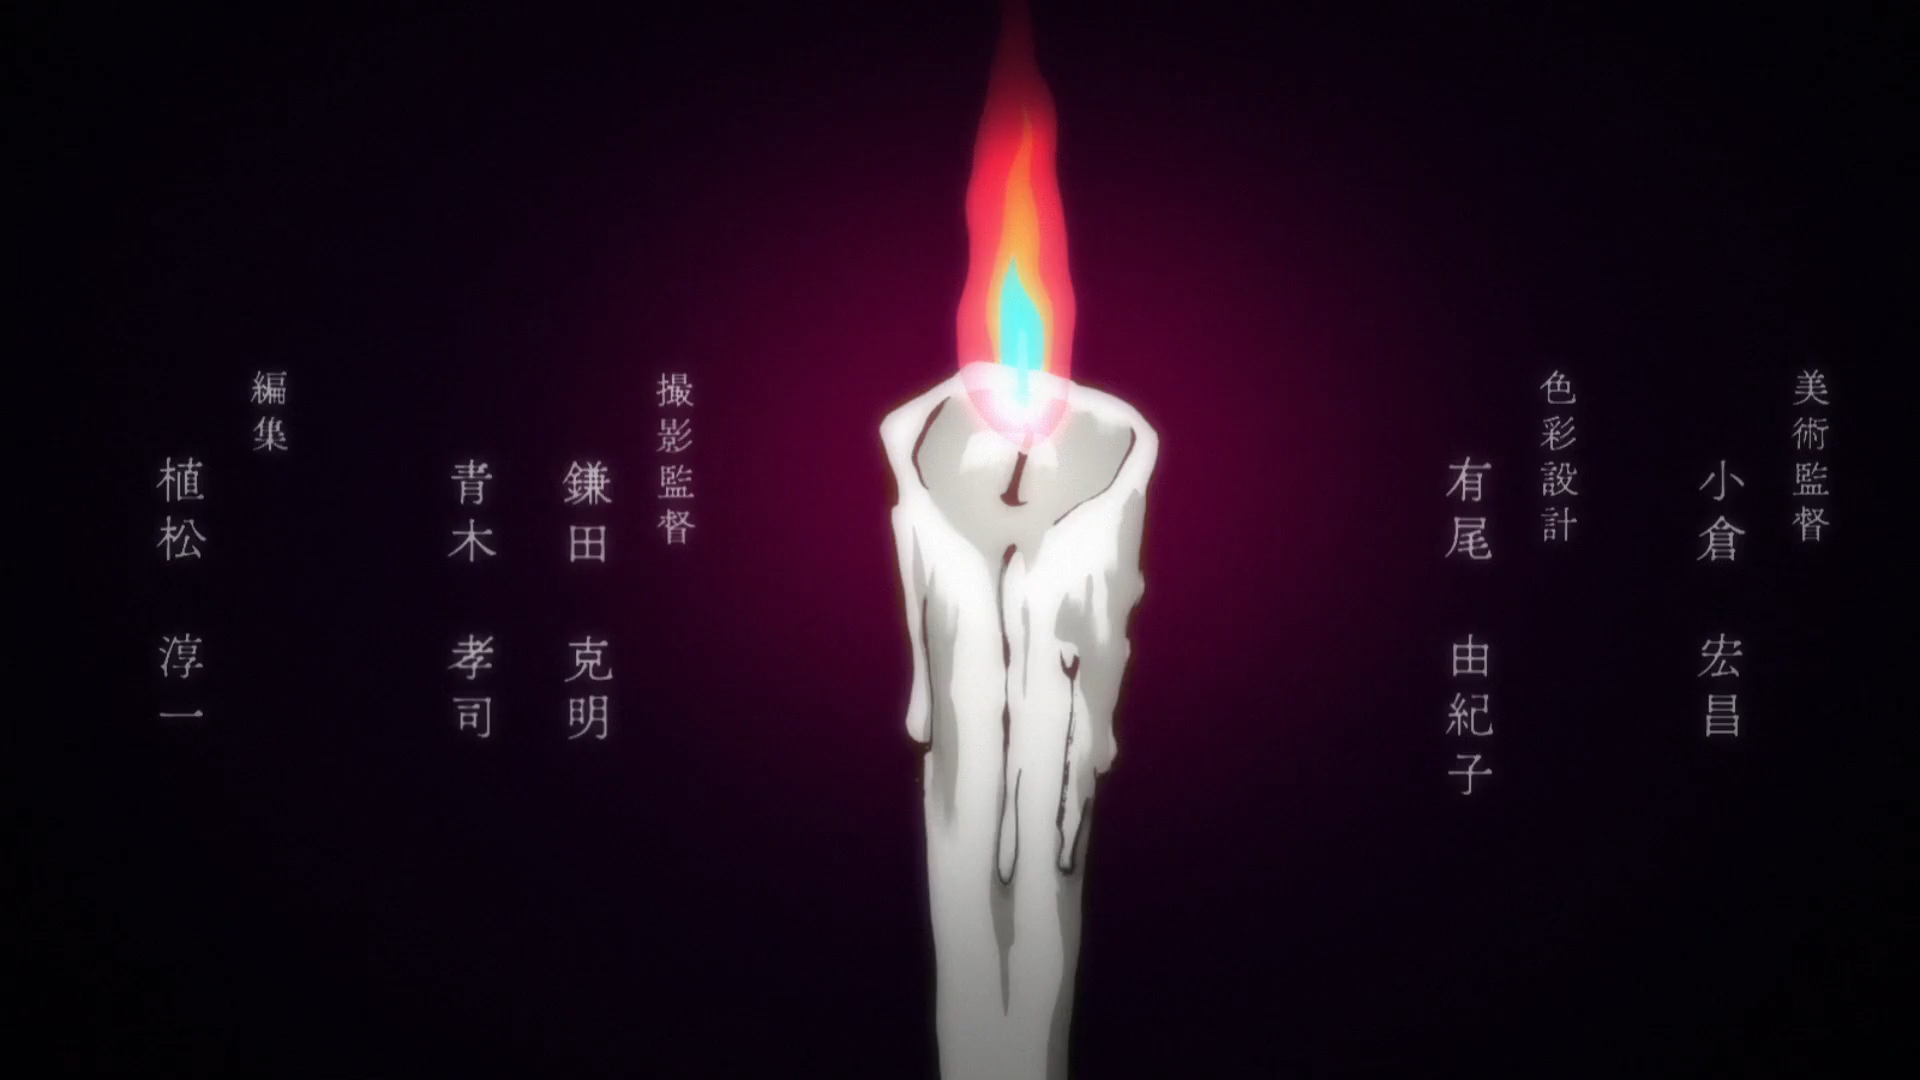 美術監督
小倉 宏昌
色彩設計
有尾 由紀子
撮影監督
鎌田 克明
青木 孝司
編集
植松 淳一